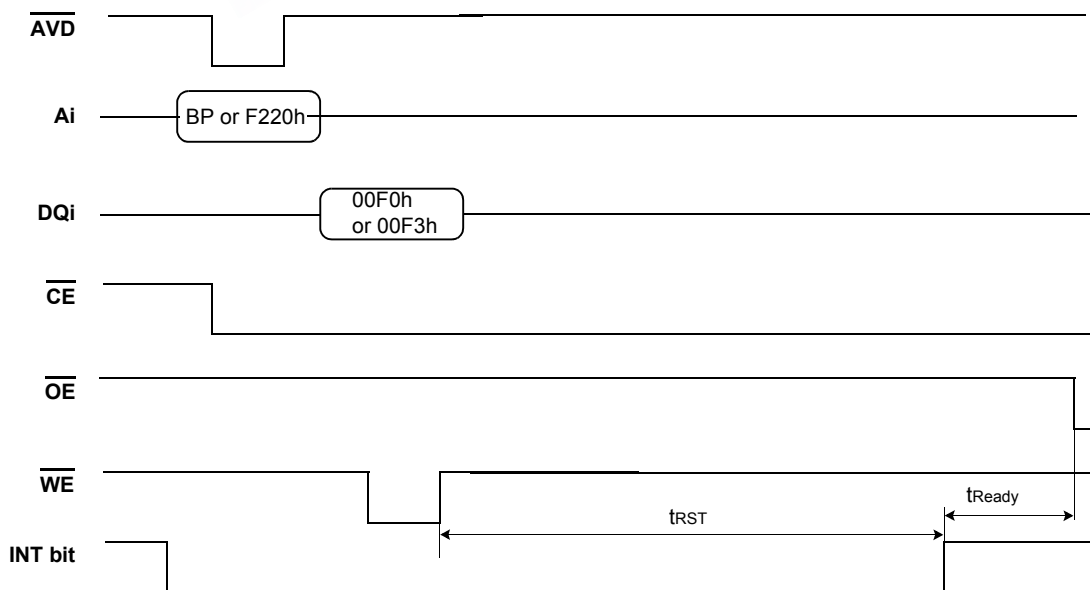 AVD
Ai
BP or F220h
DQi
00F0h
or 00F3h
CE
OE
WE
tRST
tReady
INT bit